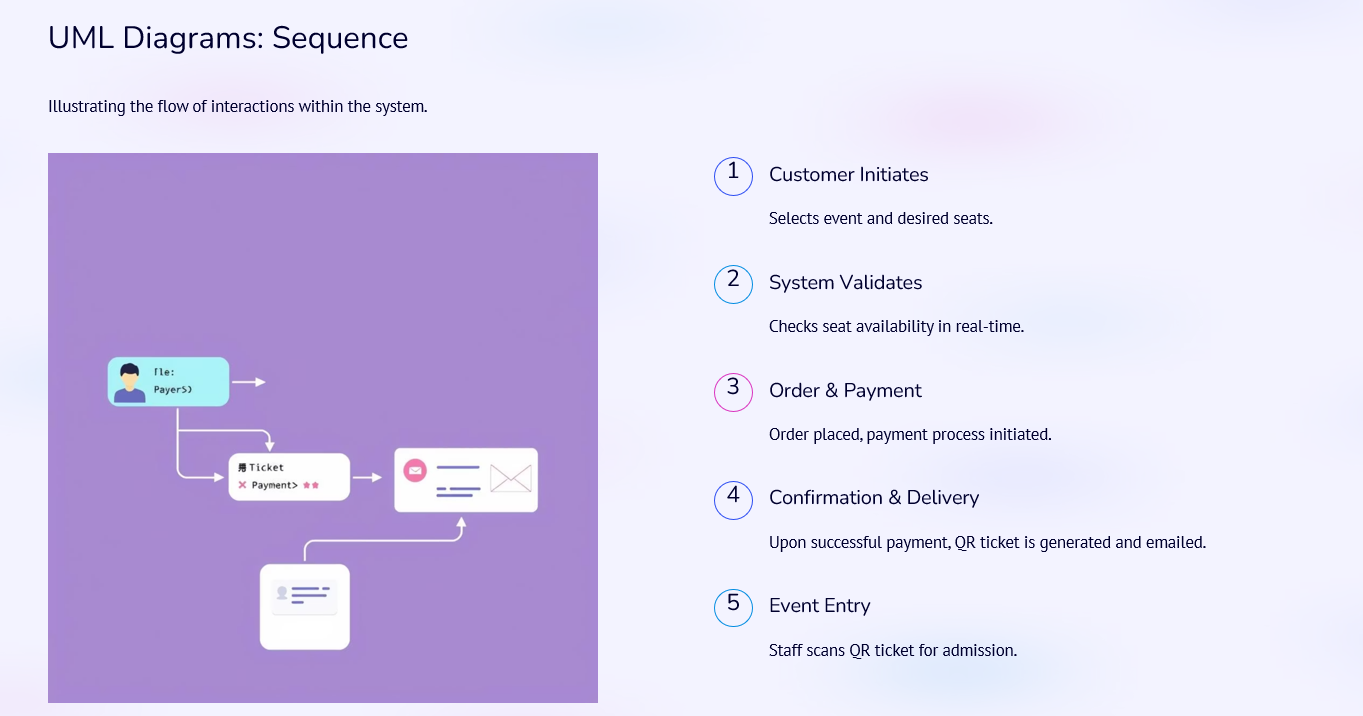 UML Diagrams: Sequence
Illustrating the flow of interactions within the system.
1
Customer Initiates
Selects event and desired seats.
2
System Validates
Checks seat availability in real-time.
3
Order & Payment
Order placed, payment process initiated.
4
Confirmation & Delivery
Upon successful payment, QR ticket is generated and emailed.
5
Event Entry
Staff scans QR ticket for admission.
Payer5)
Ticket
Payment>